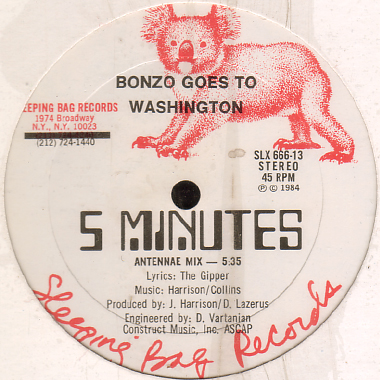 BONZO GOES TO
WASHINGTON
EEPING BAG RECORDS
1974 Broadway
N.Y., N.Y. 10023
(212) 724-1440
SLX 666-13
STEREO
45 RPM
Ⓟ © 1984
5 MINUTES
ANTENNAE MIX — 5:35
Lyrics: The Gipper
Music: Harrison/Collins
Produced by: J. Harrison/D. Lazerus
Engineered by: D. Vartanian
Construct Music, Inc. ASCAP
Sleeping Bag Records